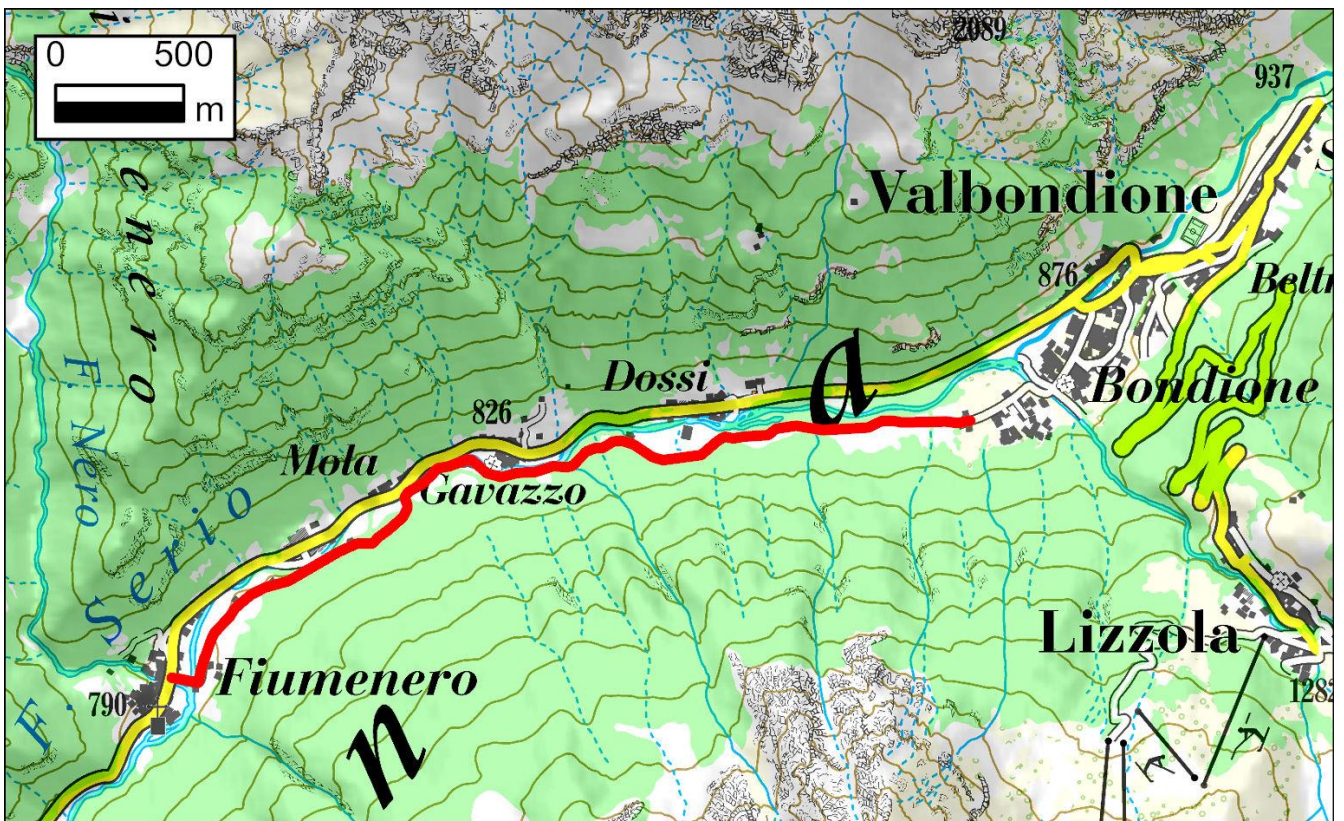 0 500
m
2089
937
i
e n e r o
Valbondione
876
Beltr
S
Dossi
a
Bondione
826
Mola
Gavazzo
F. Nero
F. Serio
Lizzola
Fiumenero
790
1282
n